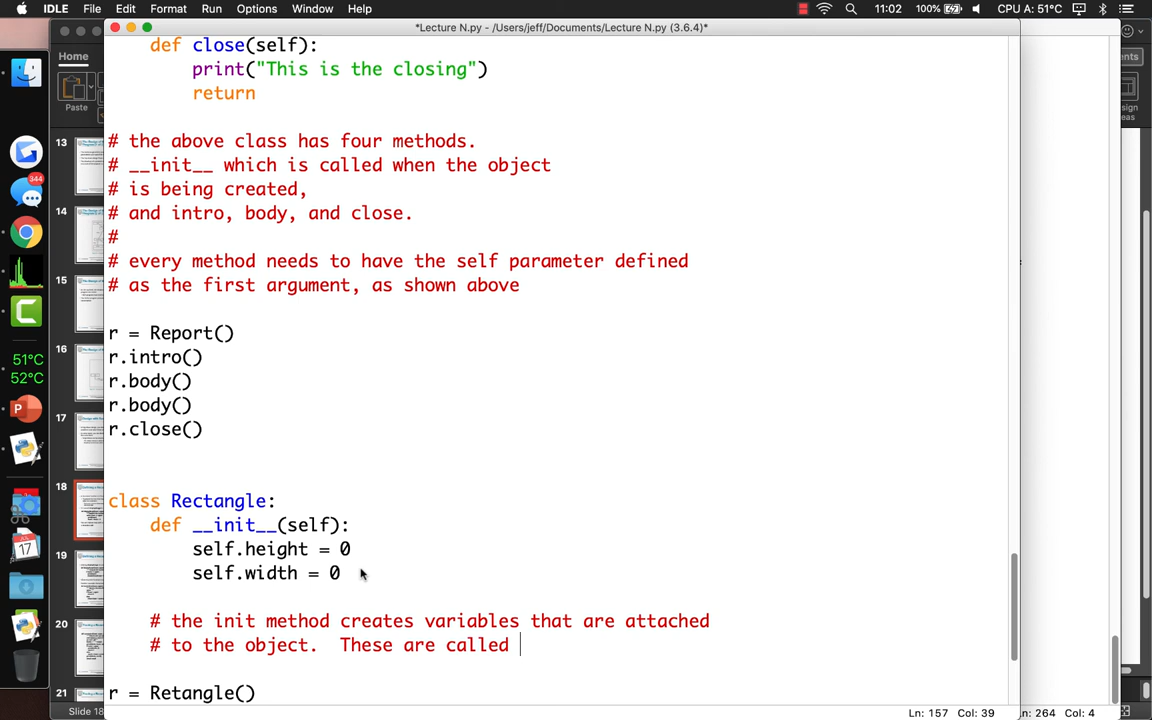 IDLE File Edit Format Run Options Window Help 11:02 100% CPU A: 51°C
*Lecture N.py - /Users/jeff/Documents/Lecture N.py (3.6.4)*
Home
Paste
344
51°C
52°C
17
13
14
15
16
17
18
19
20
21
Slide 18
def close(self):
print("This is the closing")
return
# the above class has four methods.
# __init__ which is called when the object
# is being created,
# and intro, body, and close.
#
# every method needs to have the self parameter defined
# as the first argument, as shown above
r = Report()
r.intro()
r.body()
r.body()
r.close()
class Rectangle:
def __init__(self):
self.height = 0
self.width = 0
# the init method creates variables that are attached
# to the object.  These are called
r = Retangle()
Ln: 157 Col: 39
Ln: 264 Col: 4